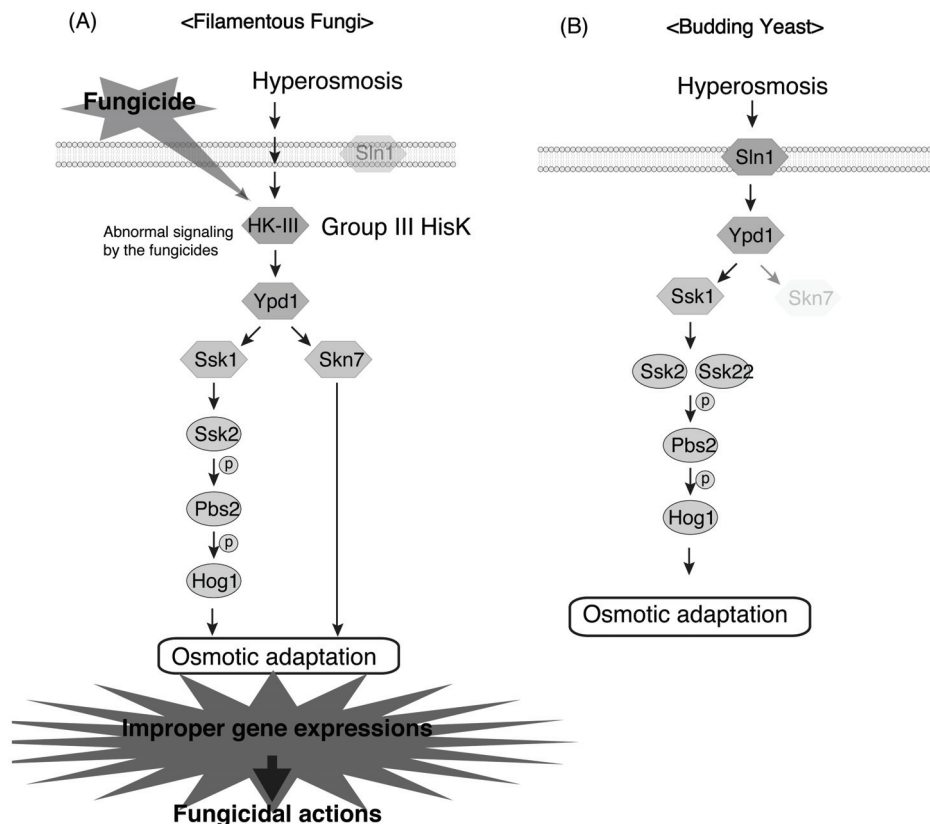 (A) <Filamentous Fungi>
Hyperosmosis
Fungicide
Sln1
HK-III
Group III HisK
Abnormal signaling
by the fungicides
Ypd1
Ssk1
Skn7
Ssk2
p
Pbs2
p
Hog1
Osmotic adaptation
Improper gene expressions
Fungicidal actions
(B) <Budding Yeast>
Hyperosmosis
Sln1
Ypd1
Ssk1
Skn7
Ssk2
Ssk22
p
Pbs2
p
Hog1
Osmotic adaptation